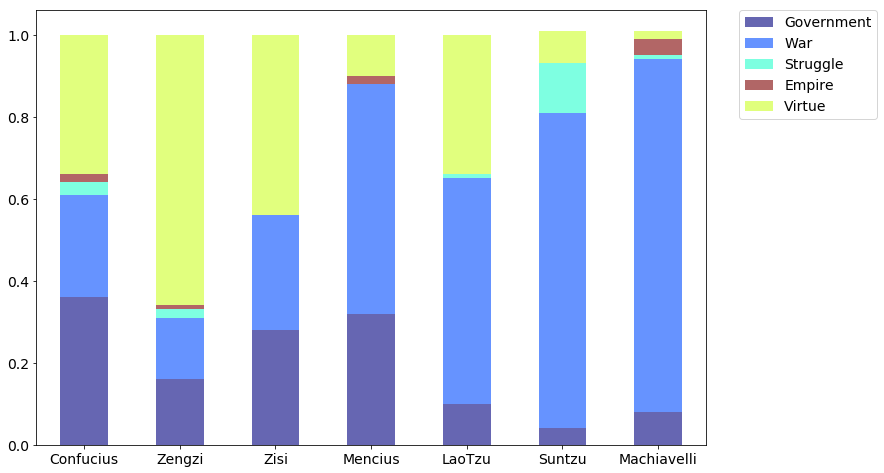 1.0
0.8
0.6
0.4
0.2
0.0
Confucius Zengzi Zisi Mencius LaoTzu Suntzu Machiavelli
Government
War
Struggle
Empire
Virtue